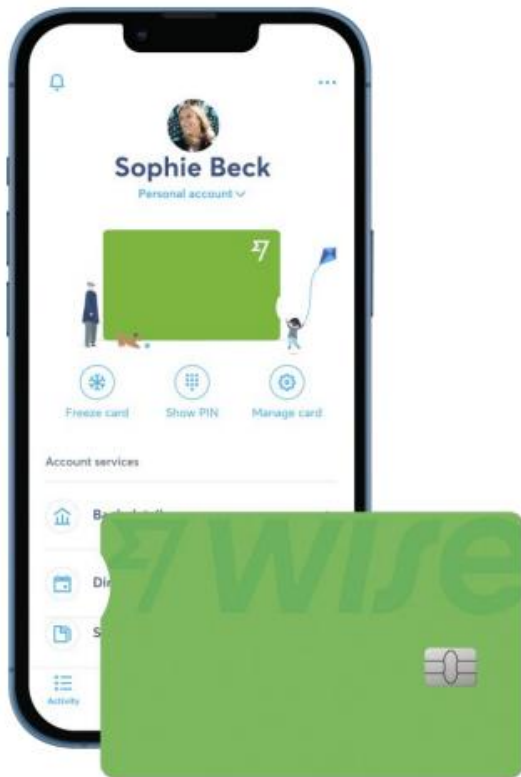 Sophie Beck
Personal account
Freeze card
Show PIN
Manage card
Account services
Activity
WISE